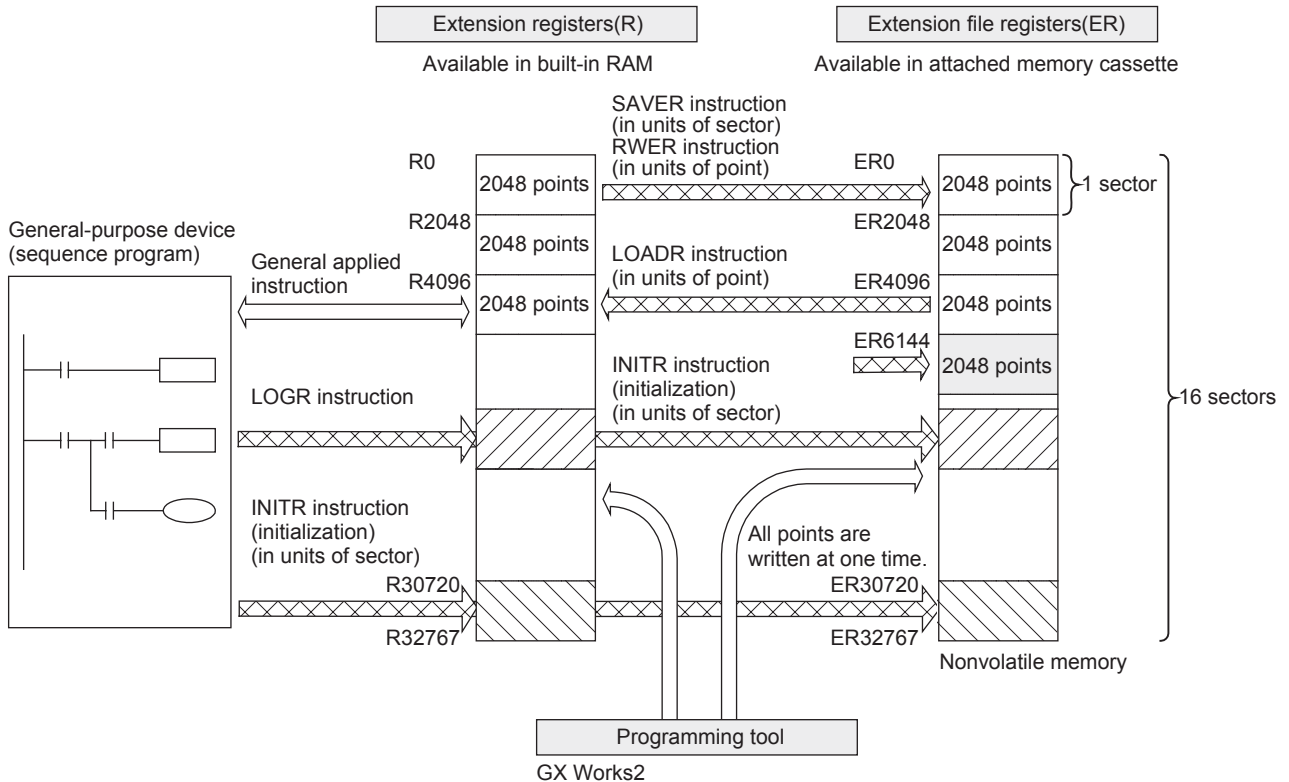 Extension registers(R)
Extension file registers(ER)
Available in built-in RAM
Available in attached memory cassette
SAVER instruction
(in units of sector)
RWER instruction
(in units of point)
R0
ER0
2048 points
2048 points
1 sector
General-purpose device
(sequence program)
R2048
ER2048
2048 points
2048 points
General applied
instruction
LOADR instruction
(in units of point)
R4096
ER4096
2048 points
2048 points
ER6144
2048 points
INITR instruction
(initialization)
(in units of sector)
LOGR instruction
16 sectors
INITR instruction
(initialization)
(in units of sector)
All points are
written at one time.
R30720
ER30720
R32767
ER32767
Nonvolatile memory
Programming tool
GX Works2